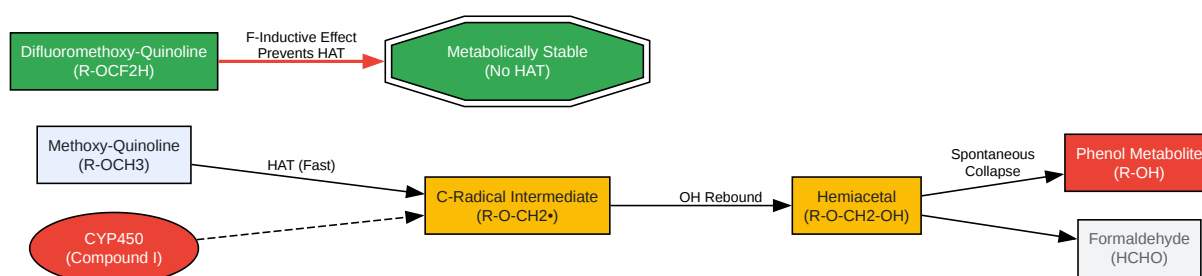 Difluoromethoxy-Quinoline
(R-OCF2H)
F-Inductive Effect
Prevents HAT
Metabolically Stable
(No HAT)
Methoxy-Quinoline
(R-OCH3)
HAT (Fast)
CYP450
(Compound I)
C-Radical Intermediate
(R-O-CH2•)
OH Rebound
Hemiacetal
(R-O-CH2-OH)
Spontaneous
Collapse
Phenol Metabolite
(R-OH)
Formaldehyde
(HCHO)